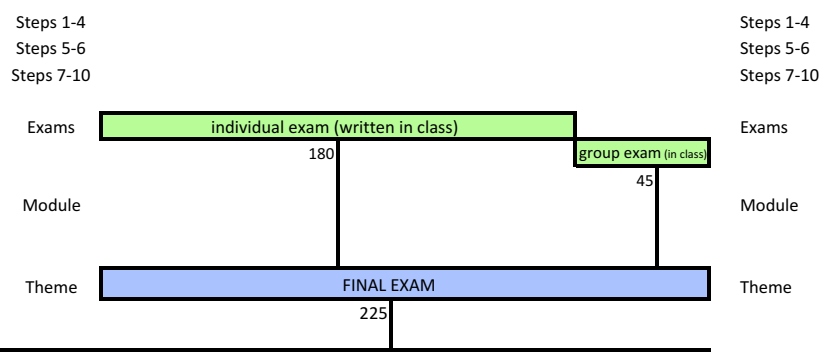 Steps 1-4 Steps 1-4
Steps 5-6 Steps 5-6
Steps 7-10 Steps 7-10
Exams individual exam (written in class) Exams
180 group exam (in class)
45
Module Module
Theme FINAL EXAM Theme
225